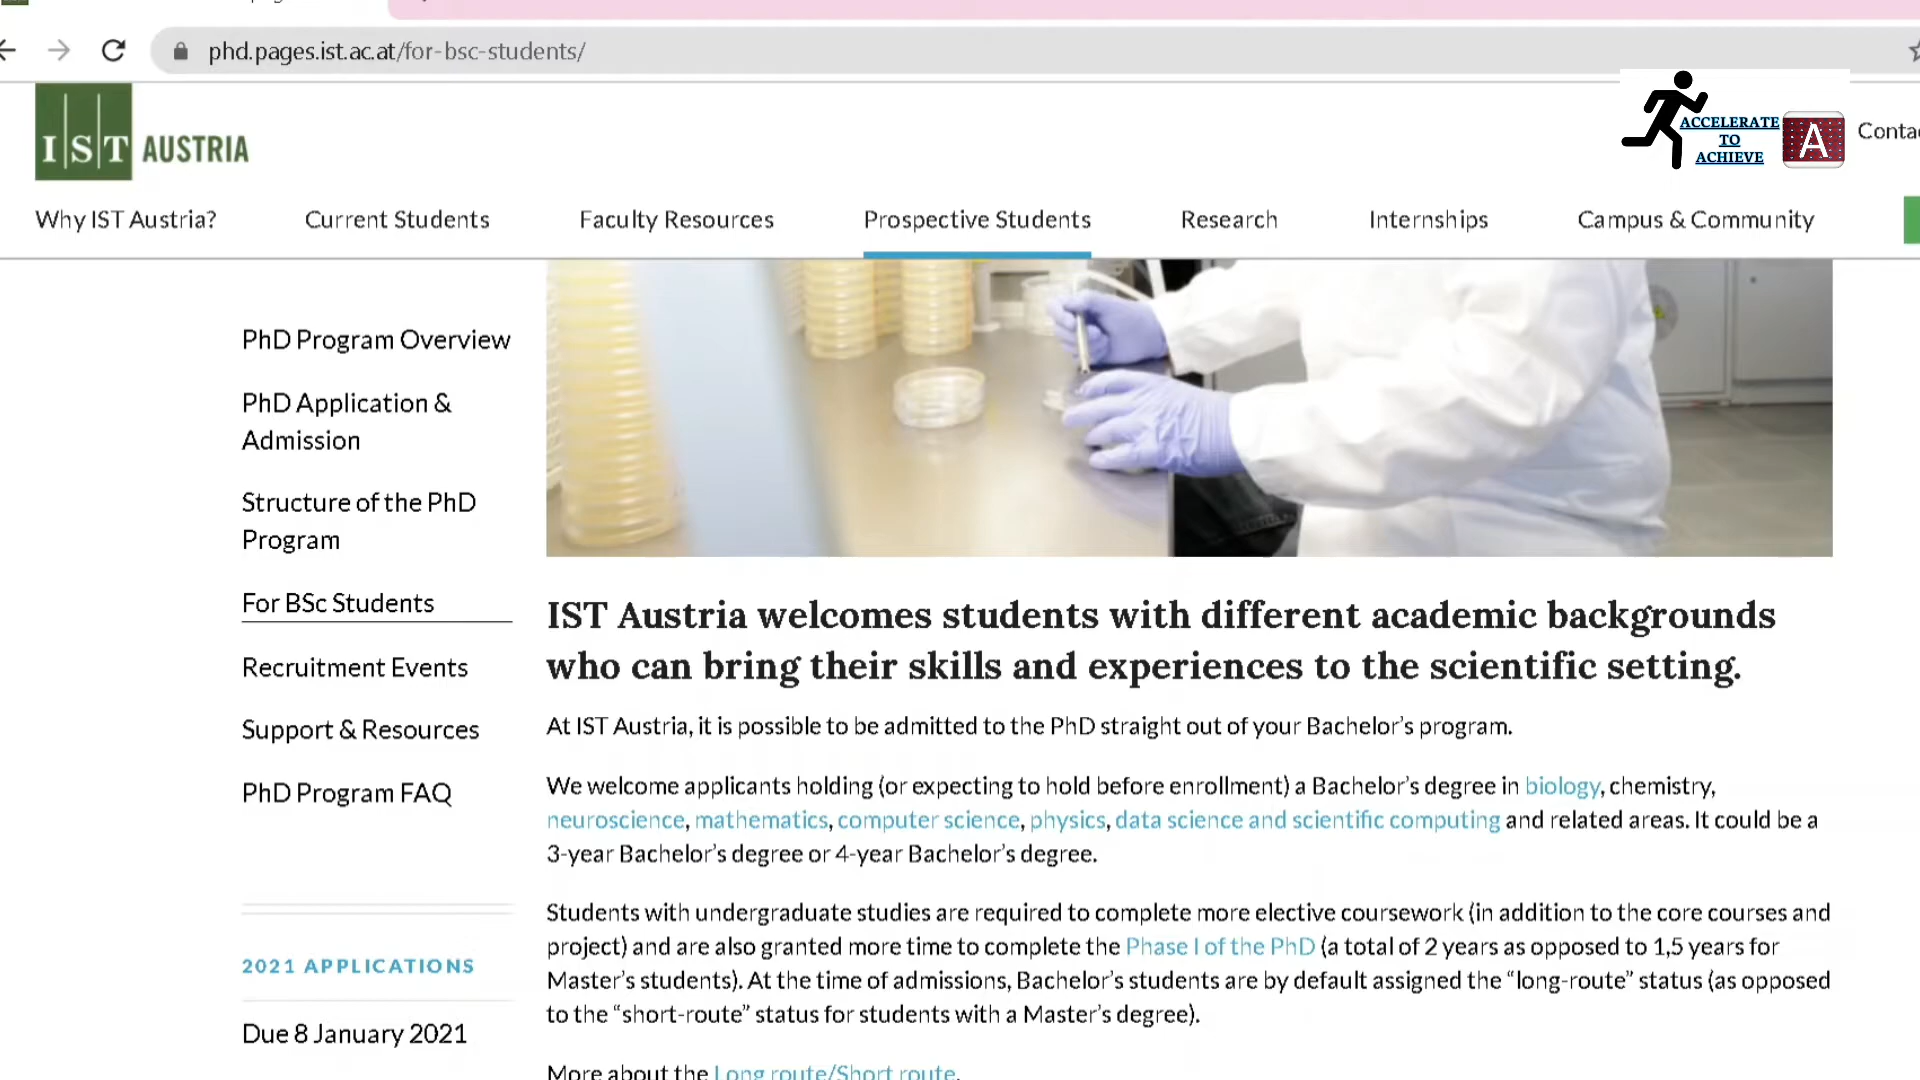 phd.pages.ist.ac.at/for-bsc-students/
IST AUSTRIA
ACCELERATE
TO
ACHIEVE
A
Why IST Austria?
Current Students
Faculty Resources
Prospective Students
Research
Internships
Campus & Community
PhD Program Overview
PhD Application &
Admission
Structure of the PhD
Program
For BSc Students
Recruitment Events
Support & Resources
PhD Program FAQ
2021 APPLICATIONS
Due 8 January 2021
IST Austria welcomes students with different academic backgrounds
who can bring their skills and experiences to the scientific setting.
At IST Austria, it is possible to be admitted to the PhD straight out of your Bachelor’s program.
We welcome applicants holding (or expecting to hold before enrollment) a Bachelor’s degree in biology, chemistry,
neuroscience, mathematics, computer science, physics, data science and scientific computing and related areas. It could be a
3-year Bachelor’s degree or 4-year Bachelor’s degree.
Students with undergraduate studies are required to complete more elective coursework (in addition to the core courses and
project) and are also granted more time to complete the Phase I of the PhD (a total of 2 years as opposed to 1,5 years for
Master’s students). At the time of admissions, Bachelor’s students are by default assigned the “long-route” status (as opposed
to the “short-route” status for students with a Master’s degree).
More about the Long route/Short route.